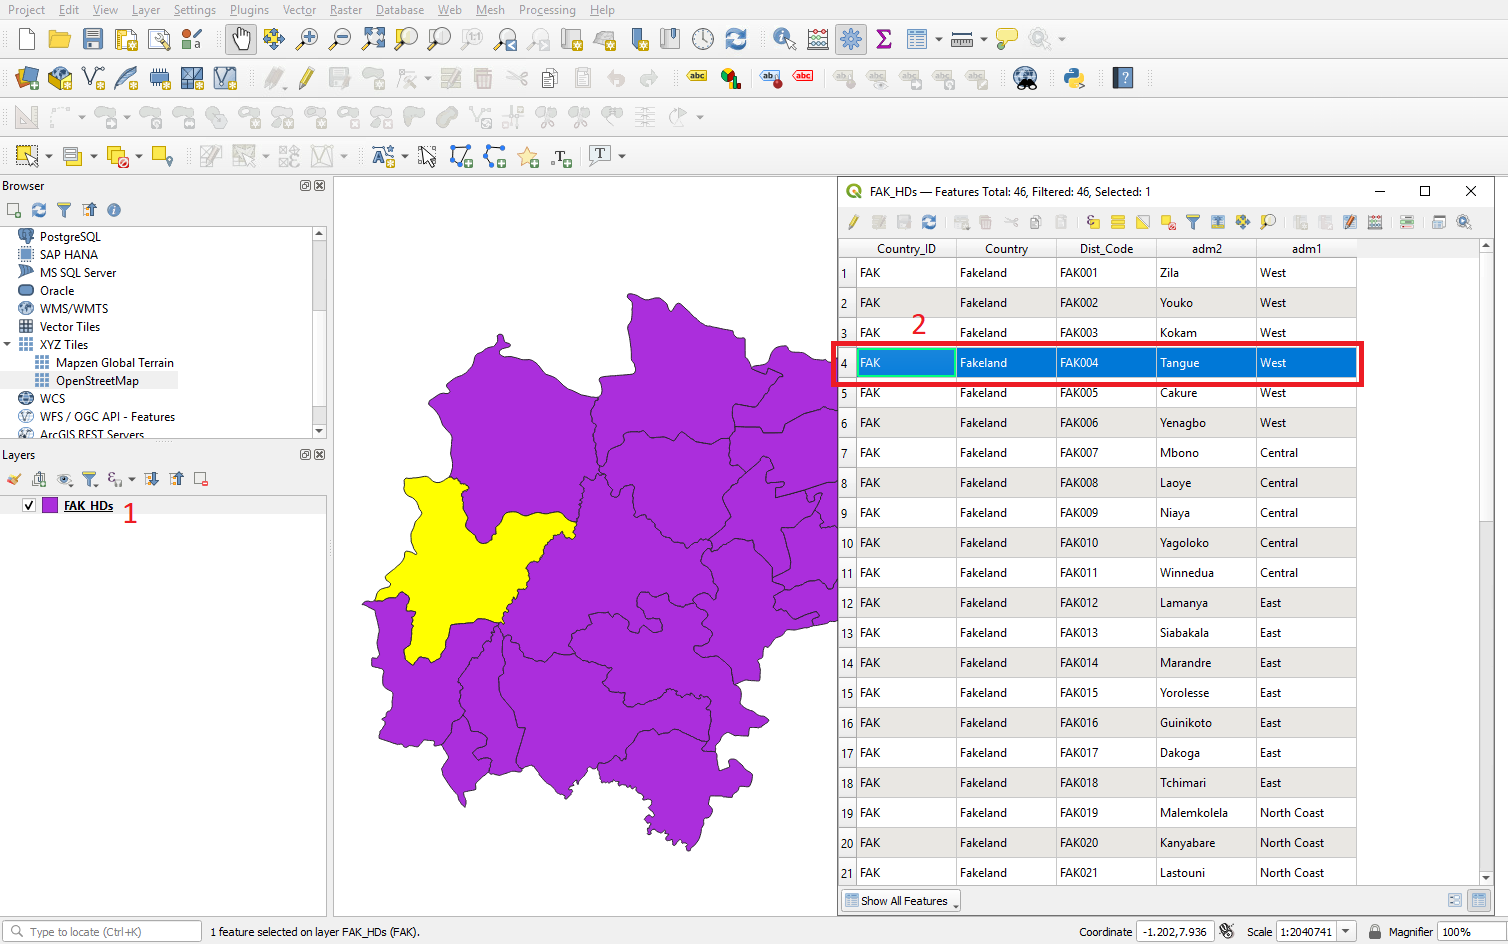 Project Edit View Layer Settings Plugins Vector Raster Database Web Mesh Processing Help
Browser
PostgreSQL
SAP HANA
MS SQL Server
Oracle
WMS/WMTS
Vector Tiles
XYZ Tiles
Mapzen Global Terrain
OpenStreetMap
WCS
WFS / OGC API - Features
ArcGIS REST Servers
Layers
FAK_HDs 1
FAK_HDs — Features Total: 46, Filtered: 46, Selected: 1
Country_ID Country Dist_Code adm2 adm1
1 FAK Fakeland FAK001 Zila West
2 FAK Fakeland FAK002 Youko West
2
3 FAK Fakeland FAK003 Kokam West
4 FAK Fakeland FAK004 Tangue West
5 FAK Fakeland FAK005 Cakure West
6 FAK Fakeland FAK006 Yenagbo West
7 FAK Fakeland FAK007 Mbono Central
8 FAK Fakeland FAK008 Laoye Central
9 FAK Fakeland FAK009 Niaya Central
10 FAK Fakeland FAK010 Yagoloko Central
11 FAK Fakeland FAK011 Winnedua Central
12 FAK Fakeland FAK012 Lamanya East
13 FAK Fakeland FAK013 Siabakala East
14 FAK Fakeland FAK014 Marandre East
15 FAK Fakeland FAK015 Yorolesse East
16 FAK Fakeland FAK016 Guinikoto East
17 FAK Fakeland FAK017 Dakoga East
18 FAK Fakeland FAK018 Tchimari East
19 FAK Fakeland FAK019 Malemkolela North Coast
20 FAK Fakeland FAK020 Kanyabare North Coast
21 FAK Fakeland FAK021 Lastouni North Coast
Show All Features
Type to locate (Ctrl+K) 1 feature selected on layer FAK_HDs (FAK). Coordinate -1.202,7.936 Scale 1:2040741 Magnifier 100%